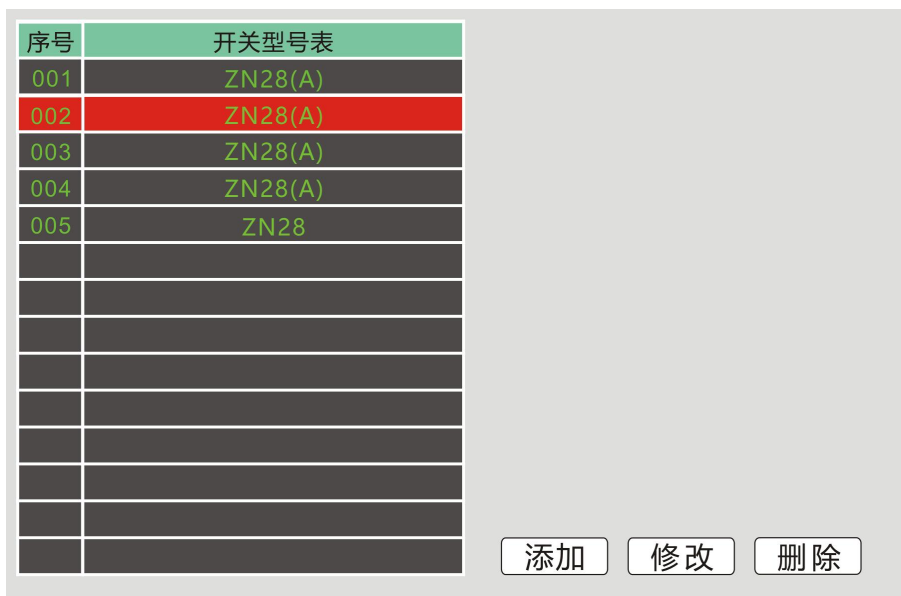 序号 开关型号表
001 ZN28(A)
002 ZN28(A)
003 ZN28(A)
004 ZN28(A)
005 ZN28
添加 修改 删除